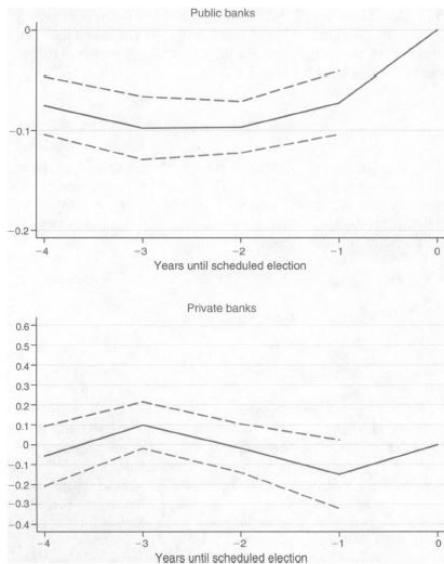 Public banks
0
−0.1
−0.2
−4 −3 −2 −1 0
Years until scheduled election
Private banks
0.6
0.5
0.4
0.3
0.2
0.1
0
−0.1
−0.2
−0.3
−0.4
−4 −3 −2 −1 0
Years until scheduled election